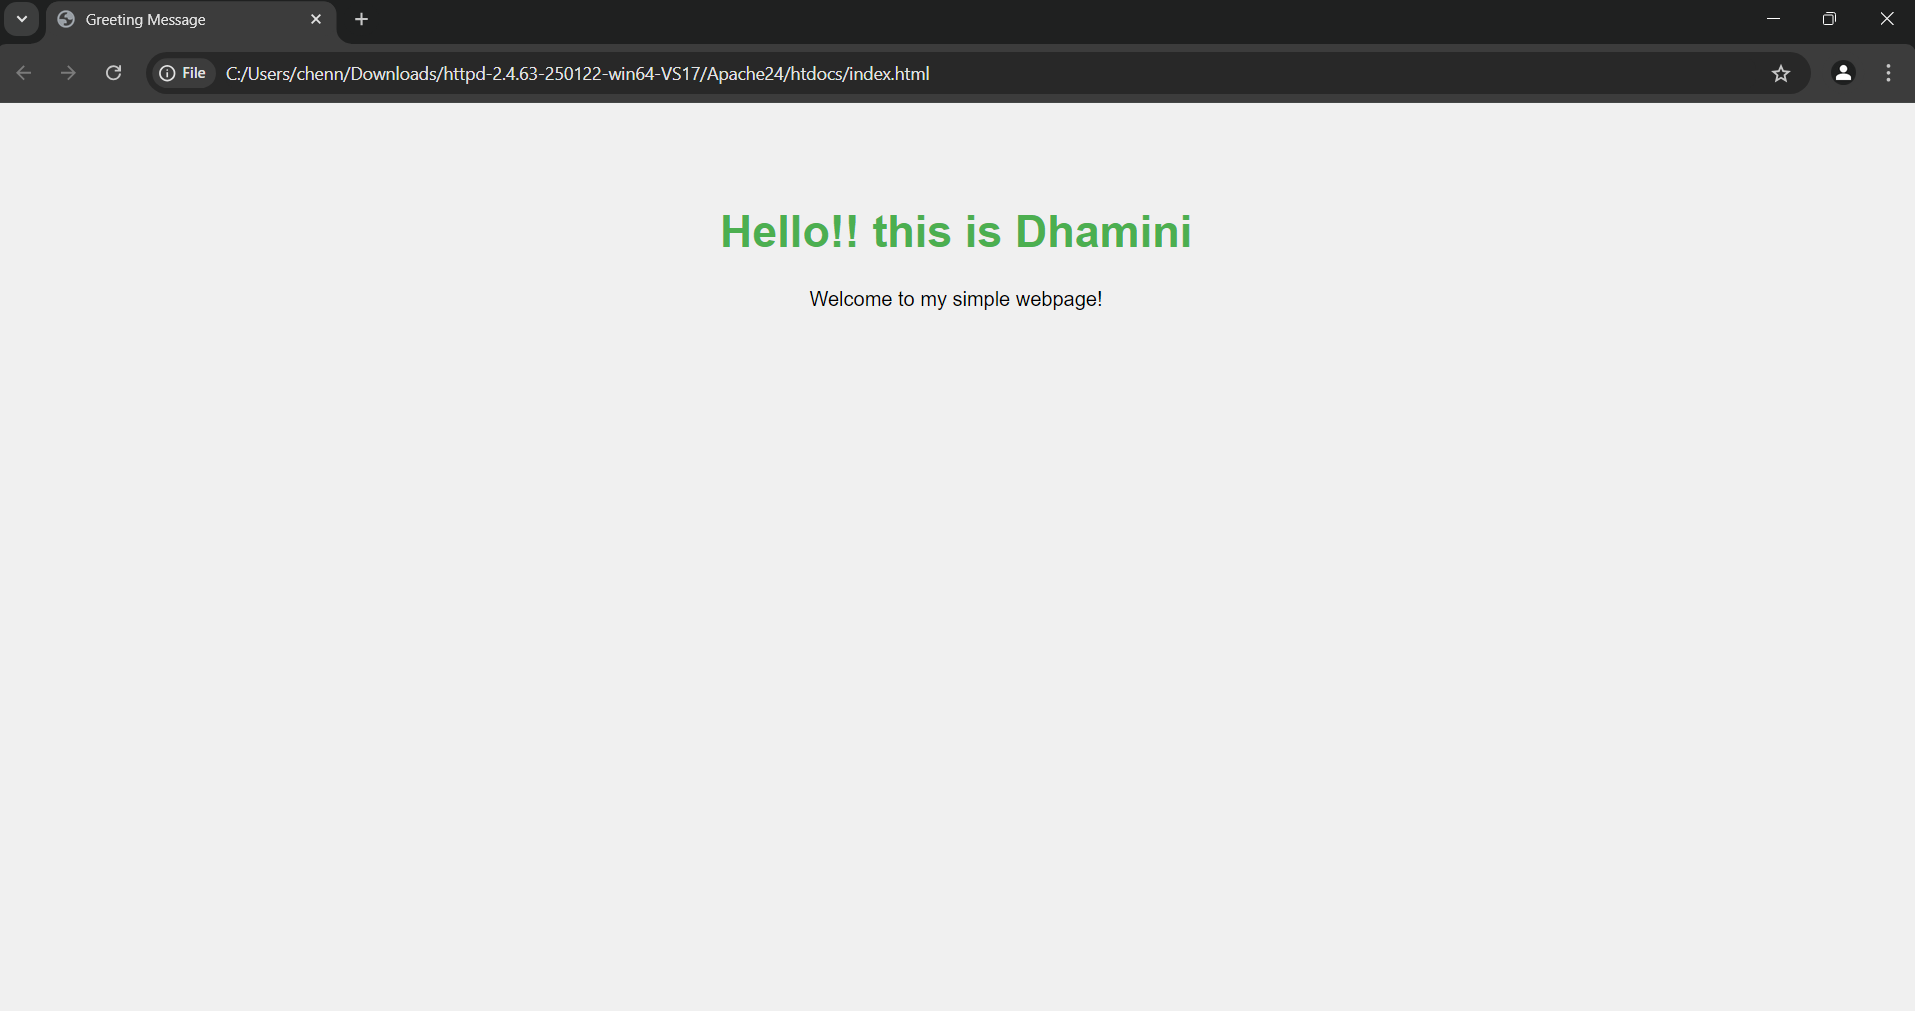 Greeting Message
File
C:/Users/chenn/Downloads/httpd-2.4.63-250122-win64-VS17/Apache24/htdocs/index.html
Hello!! this is Dhamini
Welcome to my simple webpage!